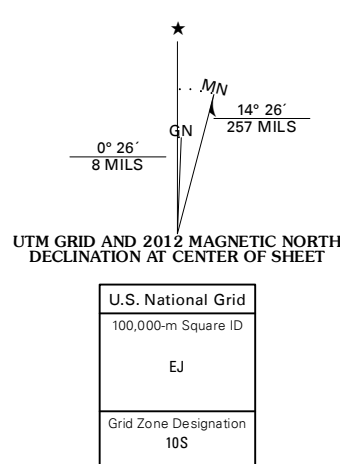 ★
MN
GN
14° 26´
257 MILS
0° 26´
8 MILS
UTM GRID AND 2012 MAGNETIC NORTH
DECLINATION AT CENTER OF SHEET
U.S. National Grid
100,000-m Square ID
EJ
Grid Zone Designation
10S